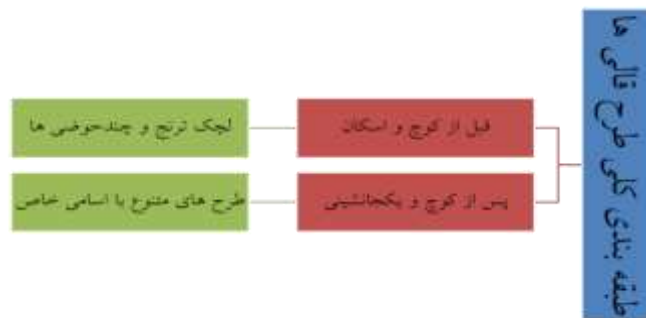 طبقه بندی کلی طرح قالی ها
قبل از کوچ و اسکان
لچک ترنج و چندحوضی ها
پس از کوچ و یکجانشینی
طرح های متنوع با اسامی خاص